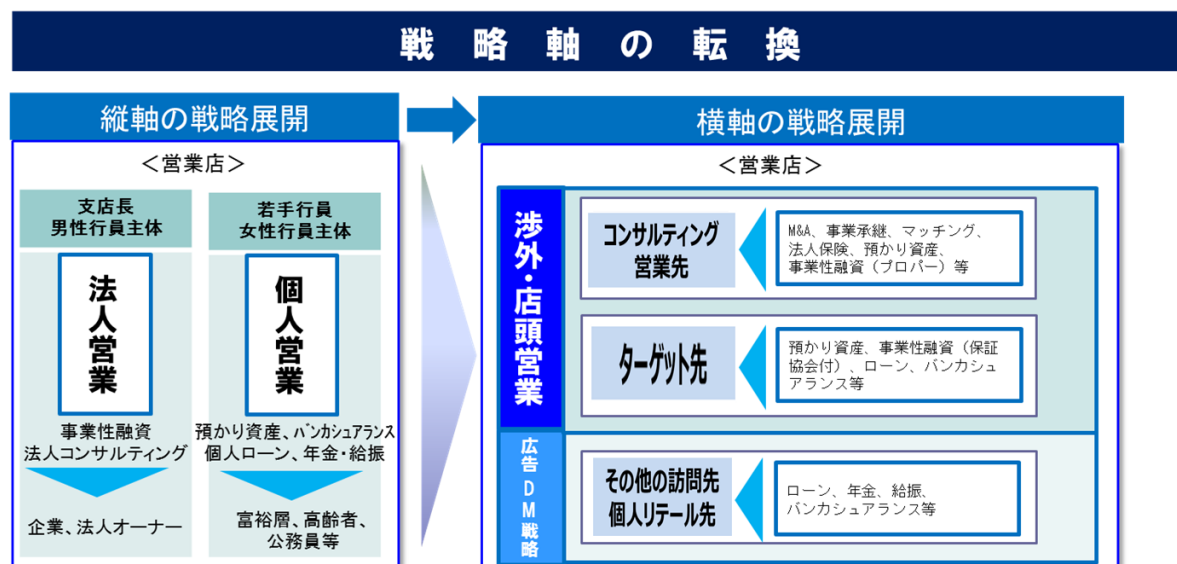 戦略軸の転換
縦軸の戦略展開
＜営業店＞
支店長
男性行員主体
法人営業
事業性融資
法人コンサルティング
企業、法人オーナー
若手行員
女性行員主体
個人営業
預かり資産、ﾊﾞﾝｶｼｭｱﾗﾝｽ
個人ローン、年金・給振
富裕層、高齢者、
公務員等
横軸の戦略展開
＜営業店＞
渉外・店頭営業
コンサルティング
営業先
M&A、事業承継、マッチング、
法人保険、預かり資産、
事業性融資（プロパー）等
ターゲット先
預かり資産、事業性融資（保証
協会付）、ローン、バンカシュ
アランス等
広告DM戦略
その他の訪問先
個人リテール先
ローン、年金、給振、
バンカシュアランス等